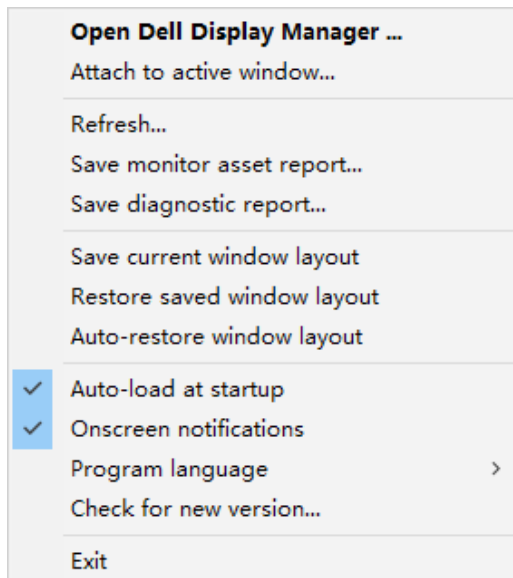 Open Dell Display Manager ...
Attach to active window...
Refresh...
Save monitor asset report...
Save diagnostic report...
Save current window layout
Restore saved window layout
Auto-restore window layout
Auto-load at startup
Onscreen notifications
Program language
Check for new version...
Exit